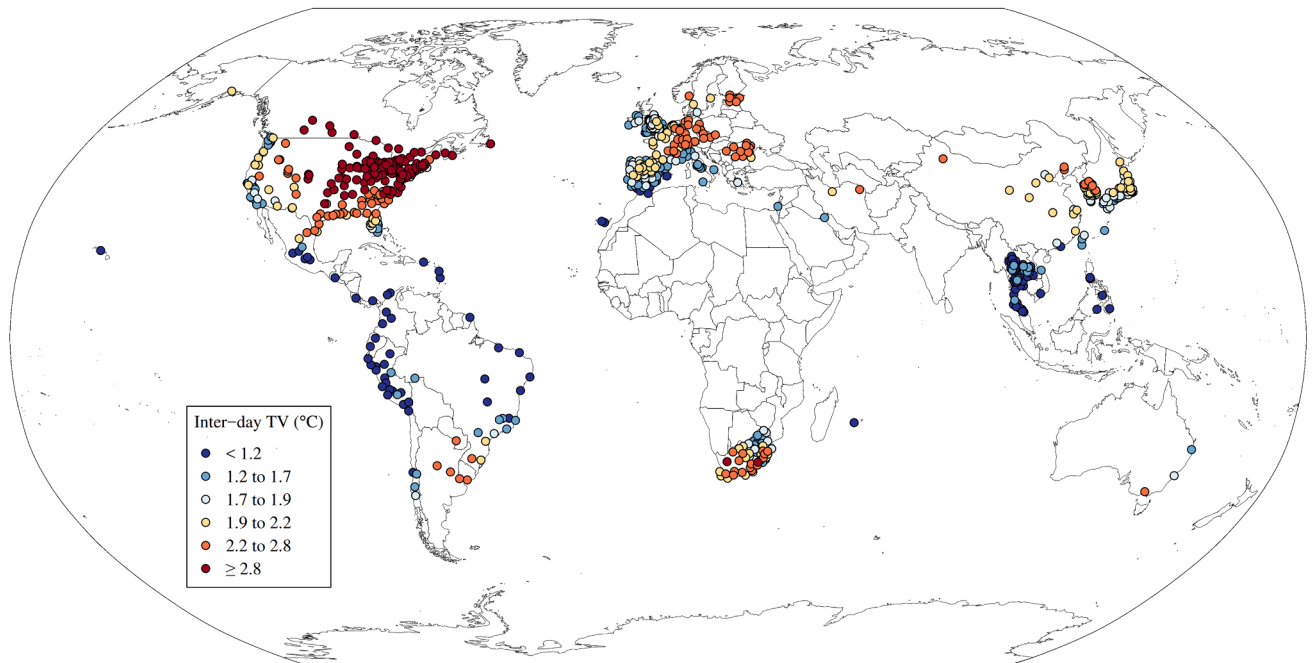 Inter−day TV (°C)
< 1.2
1.2 to 1.7
1.7 to 1.9
1.9 to 2.2
2.2 to 2.8
≥ 2.8